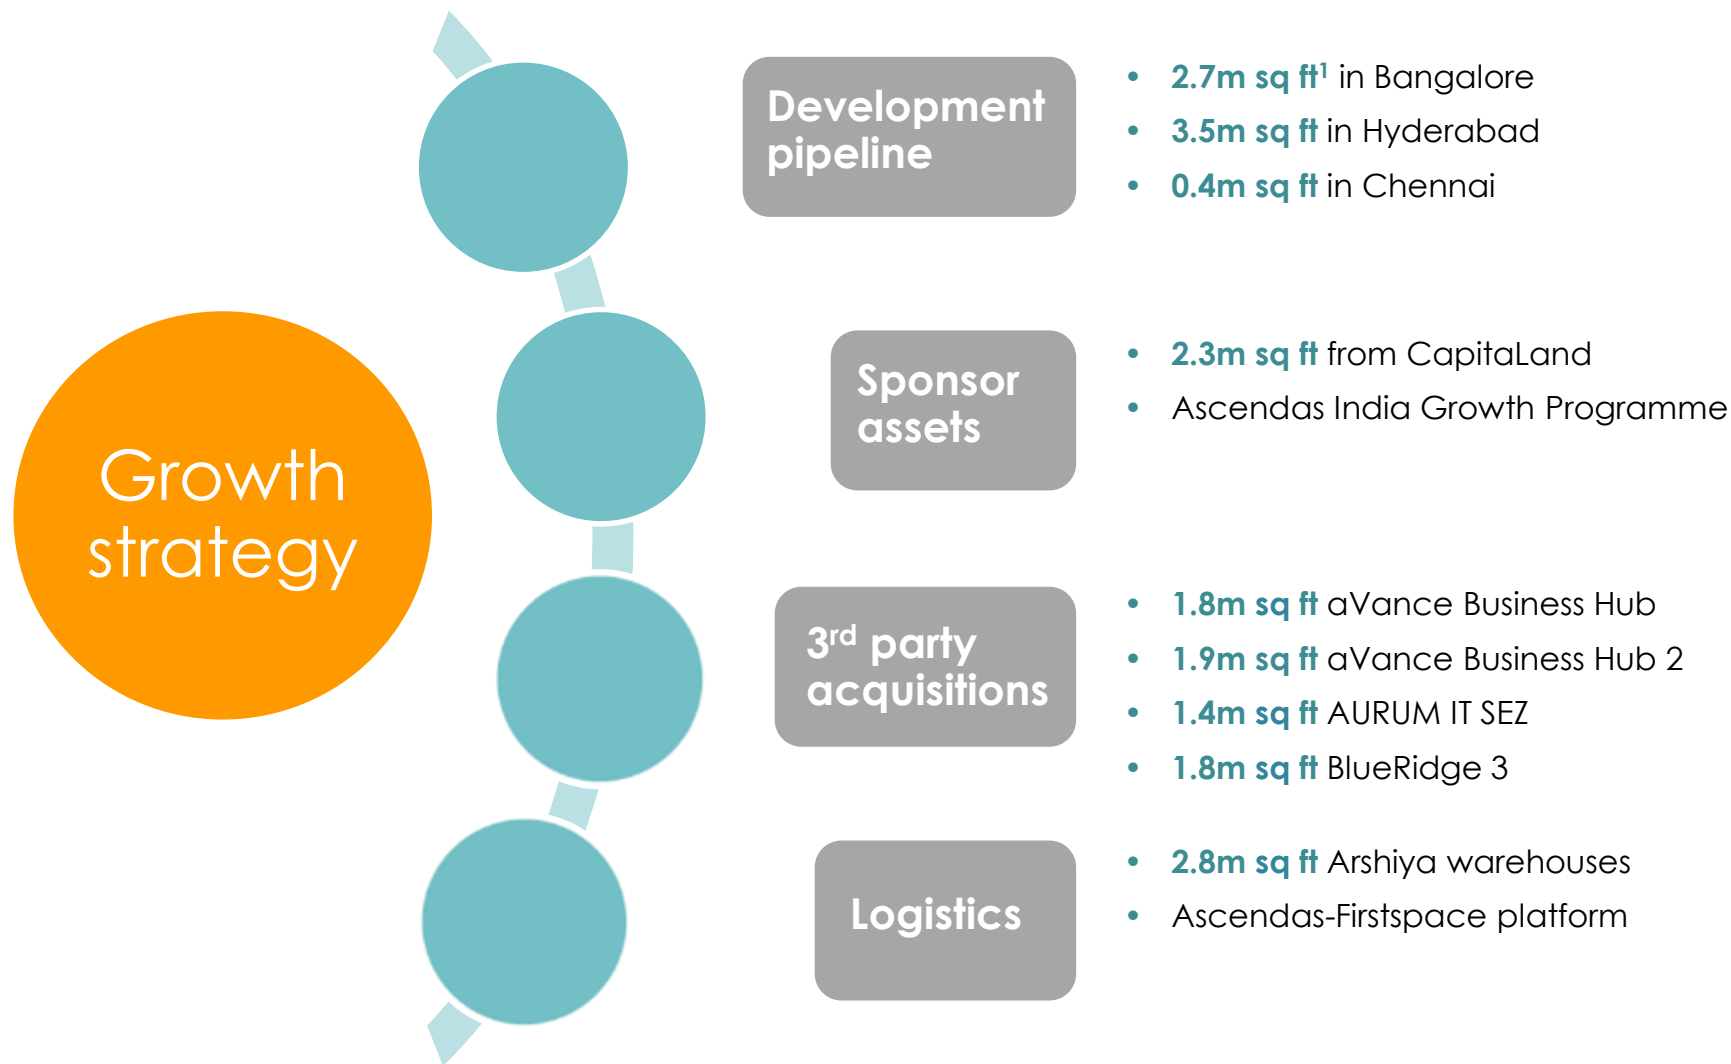 Growth
strategy
Development
pipeline
• 2.7m sq ft¹ in Bangalore
• 3.5m sq ft in Hyderabad
• 0.4m sq ft in Chennai
Sponsor
assets
• 2.3m sq ft from CapitaLand
• Ascendas India Growth Programme
3rd party
acquisitions
• 1.8m sq ft aVance Business Hub
• 1.9m sq ft aVance Business Hub 2
• 1.4m sq ft AURUM IT SEZ
• 1.8m sq ft BlueRidge 3
Logistics
• 2.8m sq ft Arshiya warehouses
• Ascendas-Firstspace platform